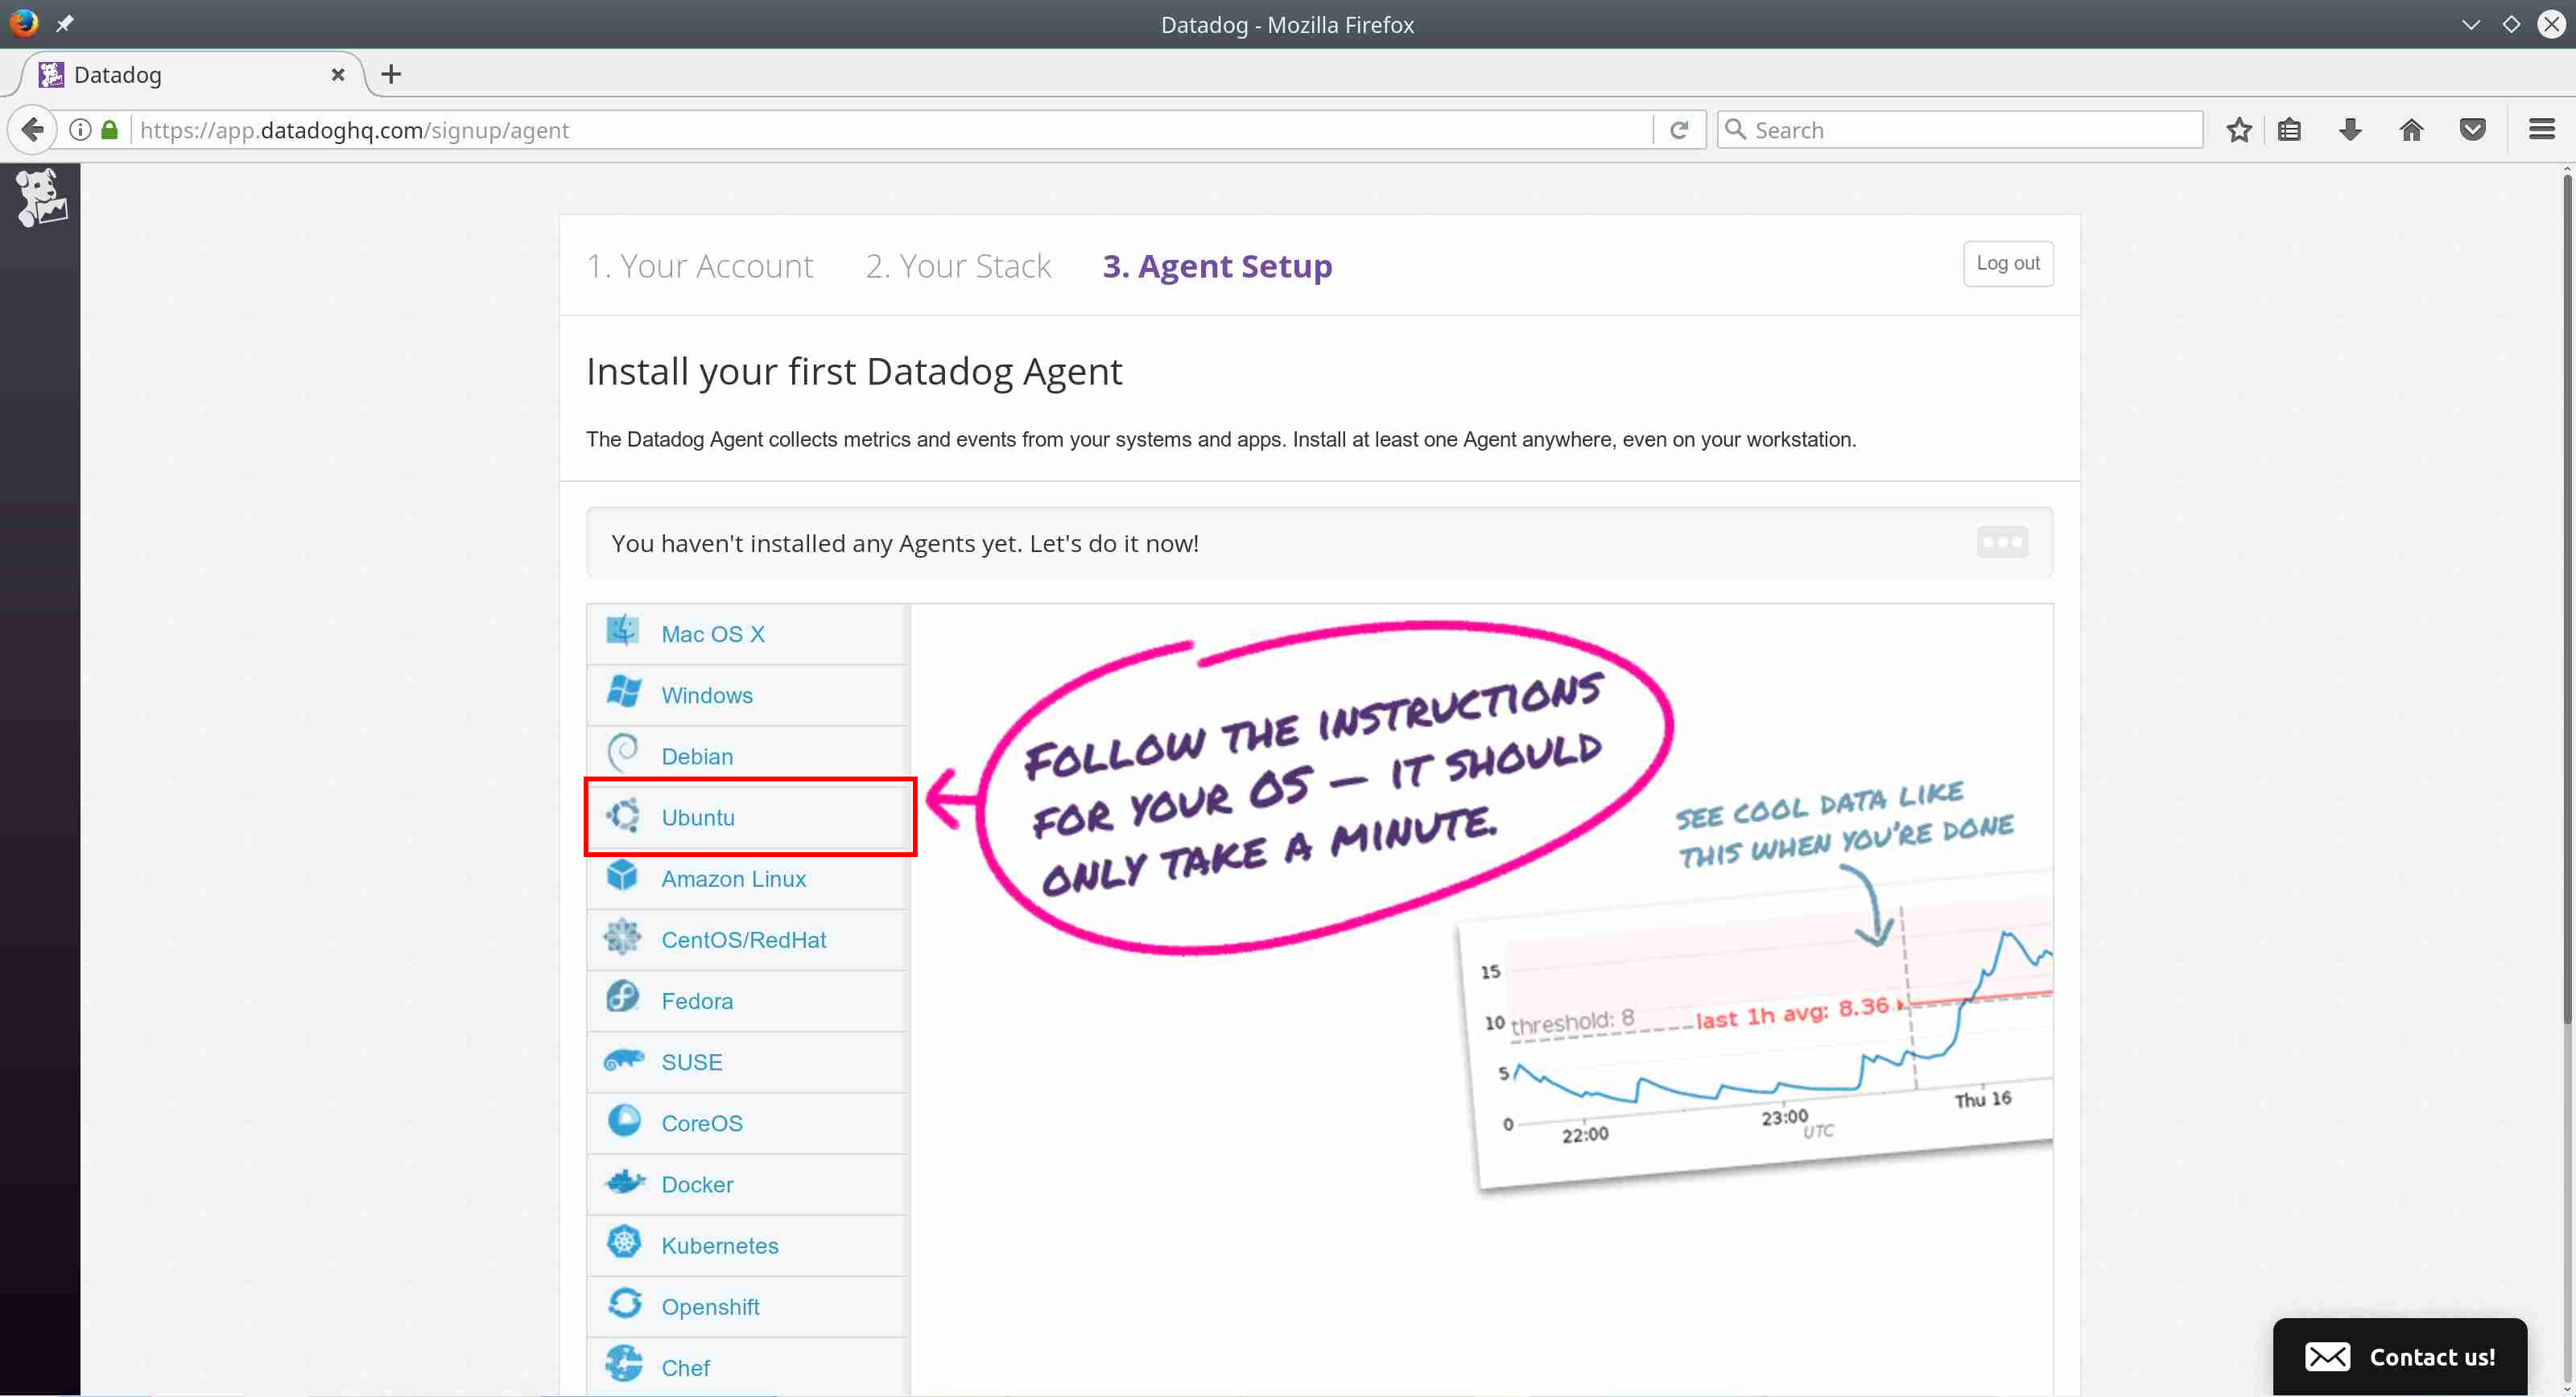 Datadog - Mozilla Firefox
Datadog
https://app.datadoghq.com/signup/agent
Search
1. Your Account 2. Your Stack 3. Agent Setup
Log out
Install your first Datadog Agent
The Datadog Agent collects metrics and events from your systems and apps. Install at least one Agent anywhere, even on your workstation.
You haven't installed any Agents yet. Let's do it now!
Mac OS X
Windows
Debian
Ubuntu
Amazon Linux
CentOS/RedHat
Fedora
SUSE
CoreOS
Docker
Kubernetes
Openshift
Chef
FOLLOW THE INSTRUCTIONS
FOR YOUR OS — IT SHOULD
ONLY TAKE A MINUTE.
SEE COOL DATA LIKE
THIS WHEN YOU'RE DONE
15
10
5
0
threshold: 8
last 1h avg: 8.36
22:00
23:00
UTC
Thu 16
Contact us!